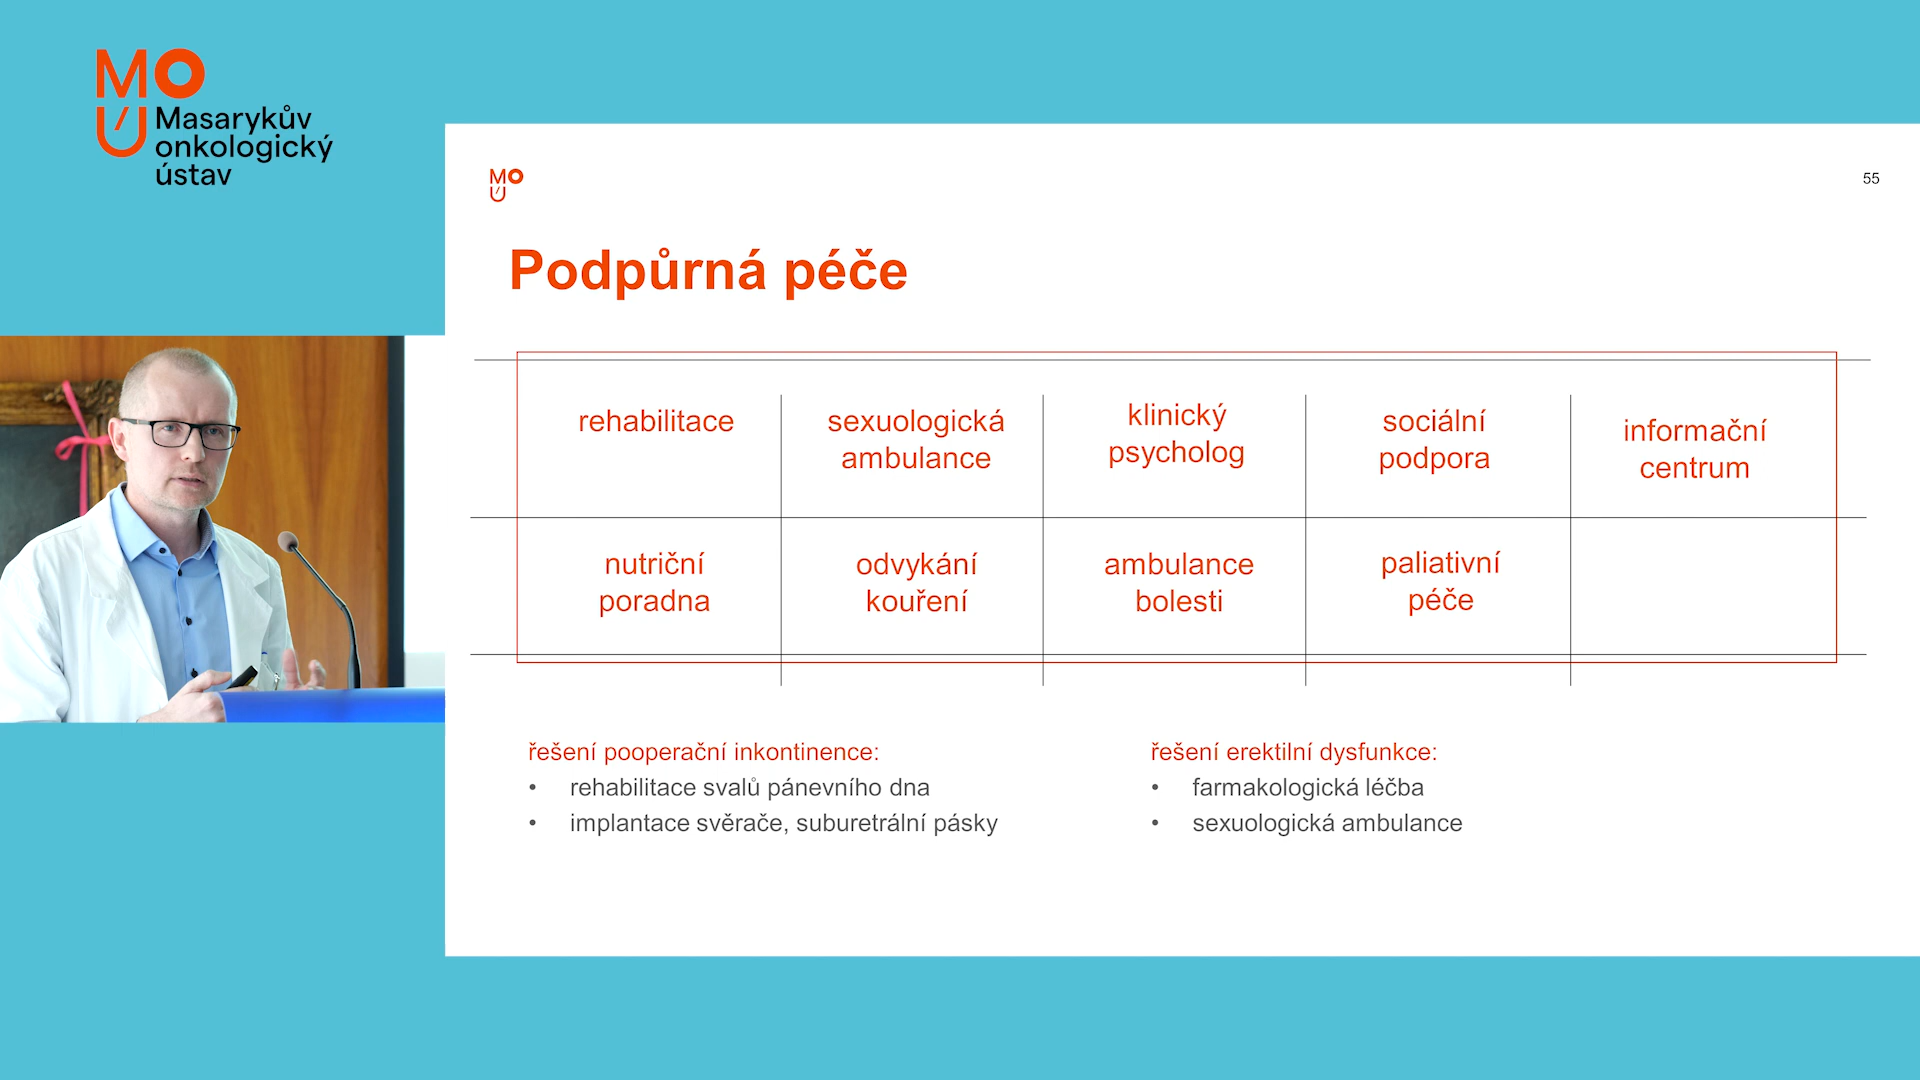 MOÚ
Masarykův
onkologický
ústav
MOÚ
55
Podpůrná péče
rehabilitace
sexuologická
ambulance
klinický
psycholog
sociální
podpora
informační
centrum
nutriční
poradna
odvykání
kouření
ambulance
bolesti
paliativní
péče
řešení pooperační inkontinence:
• rehabilitace svalů pánevního dna
• implantace svěrače, suburetrální pásky
řešení erektilní dysfunkce:
• farmakologická léčba
• sexuologická ambulance